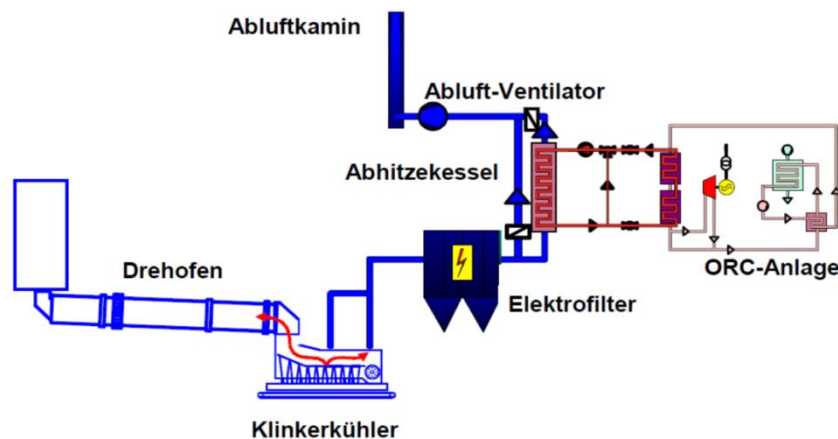 Abluftkamin
Abluft-Ventilator
Abhitzekessel
Drehofen
ORC-Anlage
Elektrofilter
Klinkerkühler